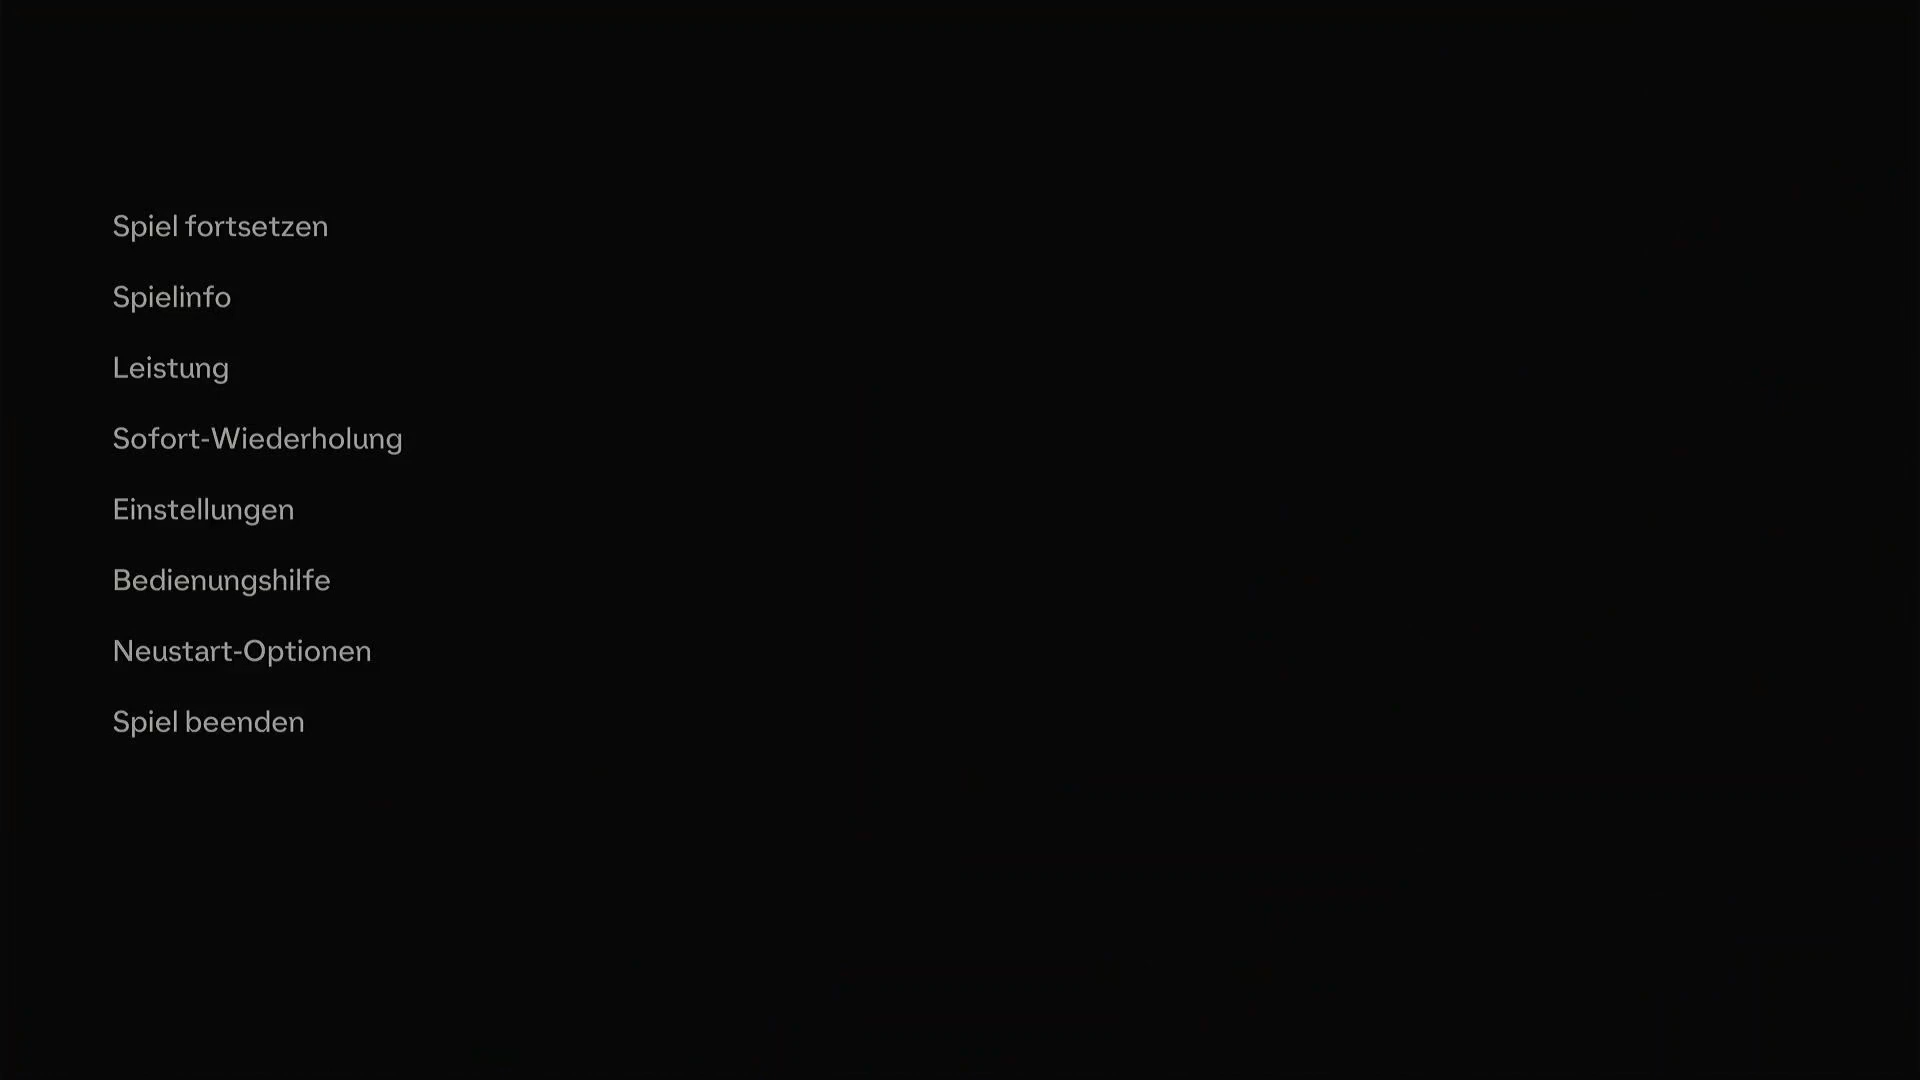 Spiel fortsetzen
Spielinfo
Leistung
Sofort-Wiederholung
Einstellungen
Bedienungshilfe
Neustart-Optionen
Spiel beenden